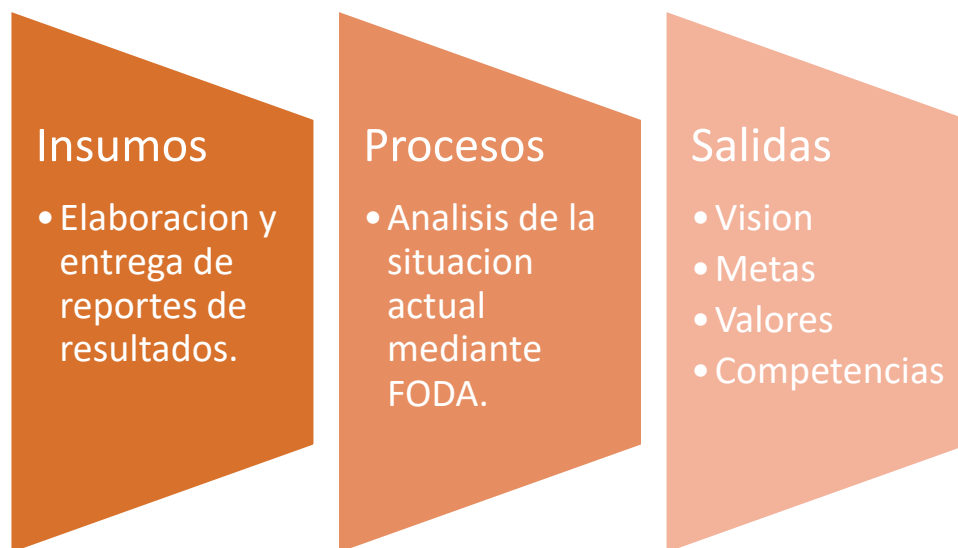 Insumos
• Elaboracion y
entrega de
reportes de
resultados.
Procesos
• Analisis de la
situacion
actual
mediante
FODA.
Salidas
• Vision
• Metas
• Valores
• Competencias